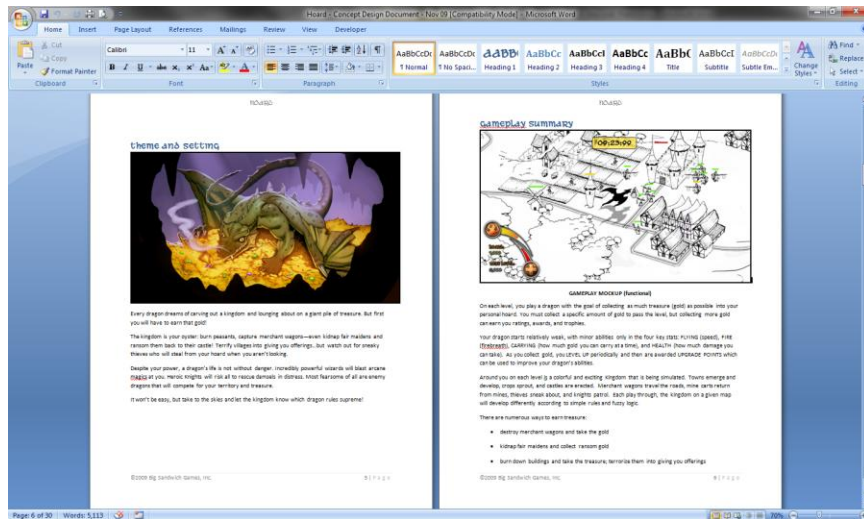 Hoard - Concept Design Document - Nov 09 [Compatibility Mode] - Microsoft Word
Home Insert Page Layout References Mailings Review View Developer
Cut
Copy
Paste
Format Painter
Clipboard
Calibri
11
Font
Paragraph
AaBbCcDc
¶ Normal
AaBbCcDc
¶ No Spaci...
Heading 1
AaBbCc
Heading 2
AaBbCcI
Heading 3
AaBbCc
Heading 4
AaBb(
Title
AaBbCcI
Subtitle
AaBbCcDc
Subtle Em...
Change
Styles
Styles
Find
Replace
Select
Editing
HOARD
theme and setting
Every dragon dreams of carving out a kingdom and lounging about on a giant pile of treasure. But first
you will have to earn that gold!
The kingdom is your oyster: burn peasants, capture merchant wagons—even kidnap fair maidens and
ransom them back to their castle! Terrify villages into giving you offerings...but watch out for sneaky
thieves who will steal from your hoard when you aren't looking.
Despite your power, a dragon's life is not without danger. Incredibly powerful wizards will blast arcane
magics at you. Heroic knights will risk all to rescue damsels in distress. Most fearsome of all are enemy
dragons that will compete for your territory and treasure.
It won't be easy, but take to the skies and let the kingdom know which dragon rules supreme!
©2009 Big Sandwich Games, Inc.
5 | Page
HOARD
Gameplay Summary
GAMEPLAY MOCKUP (functional)
On each level, you play a dragon with the goal of collecting as much treasure (gold) as possible into your
personal hoard. You must collect a specific amount of gold to pass the level, but collecting more gold
can earn you ratings, awards, and trophies.
Your dragon starts relatively weak, with minor abilities only in the four key stats: FLYING (speed), FIRE
(firebreath), CARRYING (how much gold you can carry at a time), and HEALTH (how much damage you
can take). As you collect gold, you LEVEL UP periodically and then are awarded UPGRADE POINTS which
can be used to improve your dragon's abilities.
Around you on each level is a colorful and exciting kingdom that is being simulated. Towns emerge and
develop, crops sprout, and castles are erected. Merchant wagons travel the roads, mine carts return
from mines, thieves sneak about, and knights patrol. Each play through, the kingdom on a given map
will develop differently according to simple rules and fuzzy logic.
There are numerous ways to earn treasure:
• destroy merchant wagons and take the gold
• kidnap fair maidens and collect ransom gold
• burn down buildings and take the treasure, terrorize them into giving you offerings
©2009 Big Sandwich Games, Inc.
6 | Page
Page: 6 of 30 Words: 5,113
70%